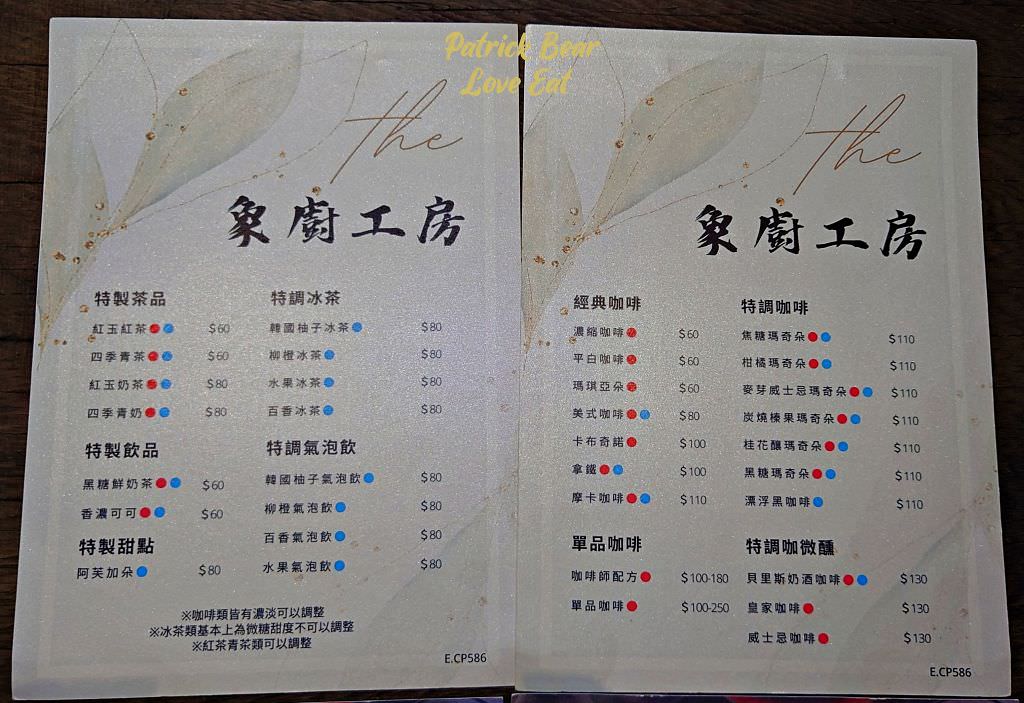 Patrick Bear
Love Eat
the
象廚工房
特製茶品
紅玉紅茶 $60
四季青茶 $60
紅玉奶茶 $80
四季青奶 $80
特製飲品
黑糖鮮奶茶 $60
香濃可可 $60
特製甜點
阿芙加朵 $80
特調冰茶
韓國柚子冰茶 $80
柳橙冰茶 $80
水果冰茶 $80
百香冰茶 $80
特調氣泡飲
韓國柚子氣泡飲 $80
柳橙氣泡飲 $80
百香氣泡飲 $80
水果氣泡飲 $80
※咖啡類皆有濃淡可以調整
※冰茶類基本上為微糖甜度不可以調整
※紅茶青茶類可以調整
E.CP586
the
象廚工房
經典咖啡
濃縮咖啡 $60
平白咖啡 $60
瑪琪亞朵 $60
美式咖啡 $80
卡布奇諾 $100
拿鐵 $100
摩卡咖啡 $110
單品咖啡
咖啡師配方 $100-180
單品咖啡 $100-250
特調咖啡
焦糖瑪奇朵 $110
柑橘瑪奇朵 $110
麥芽威士忌瑪奇朵 $110
炭燒榛果瑪奇朵 $110
桂花釀瑪奇朵 $110
黑糖瑪奇朵 $110
漂浮黑咖啡 $110
特調咖微醺
貝里斯奶酒咖啡 $130
皇家咖啡 $130
威士忌咖啡 $130
E.CP586